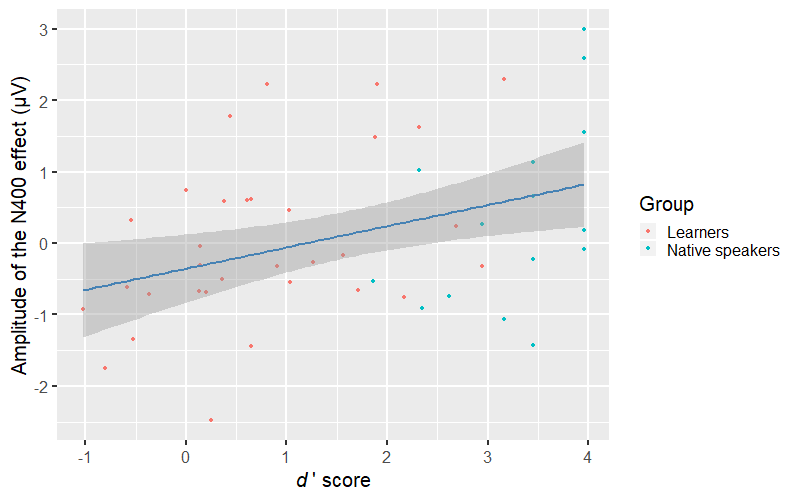 3
2
1
0
-1
-2
Amplitude of the N400 effect (µV)
-1 0 1 2 3 4
d ' score
Group
Learners
Native speakers